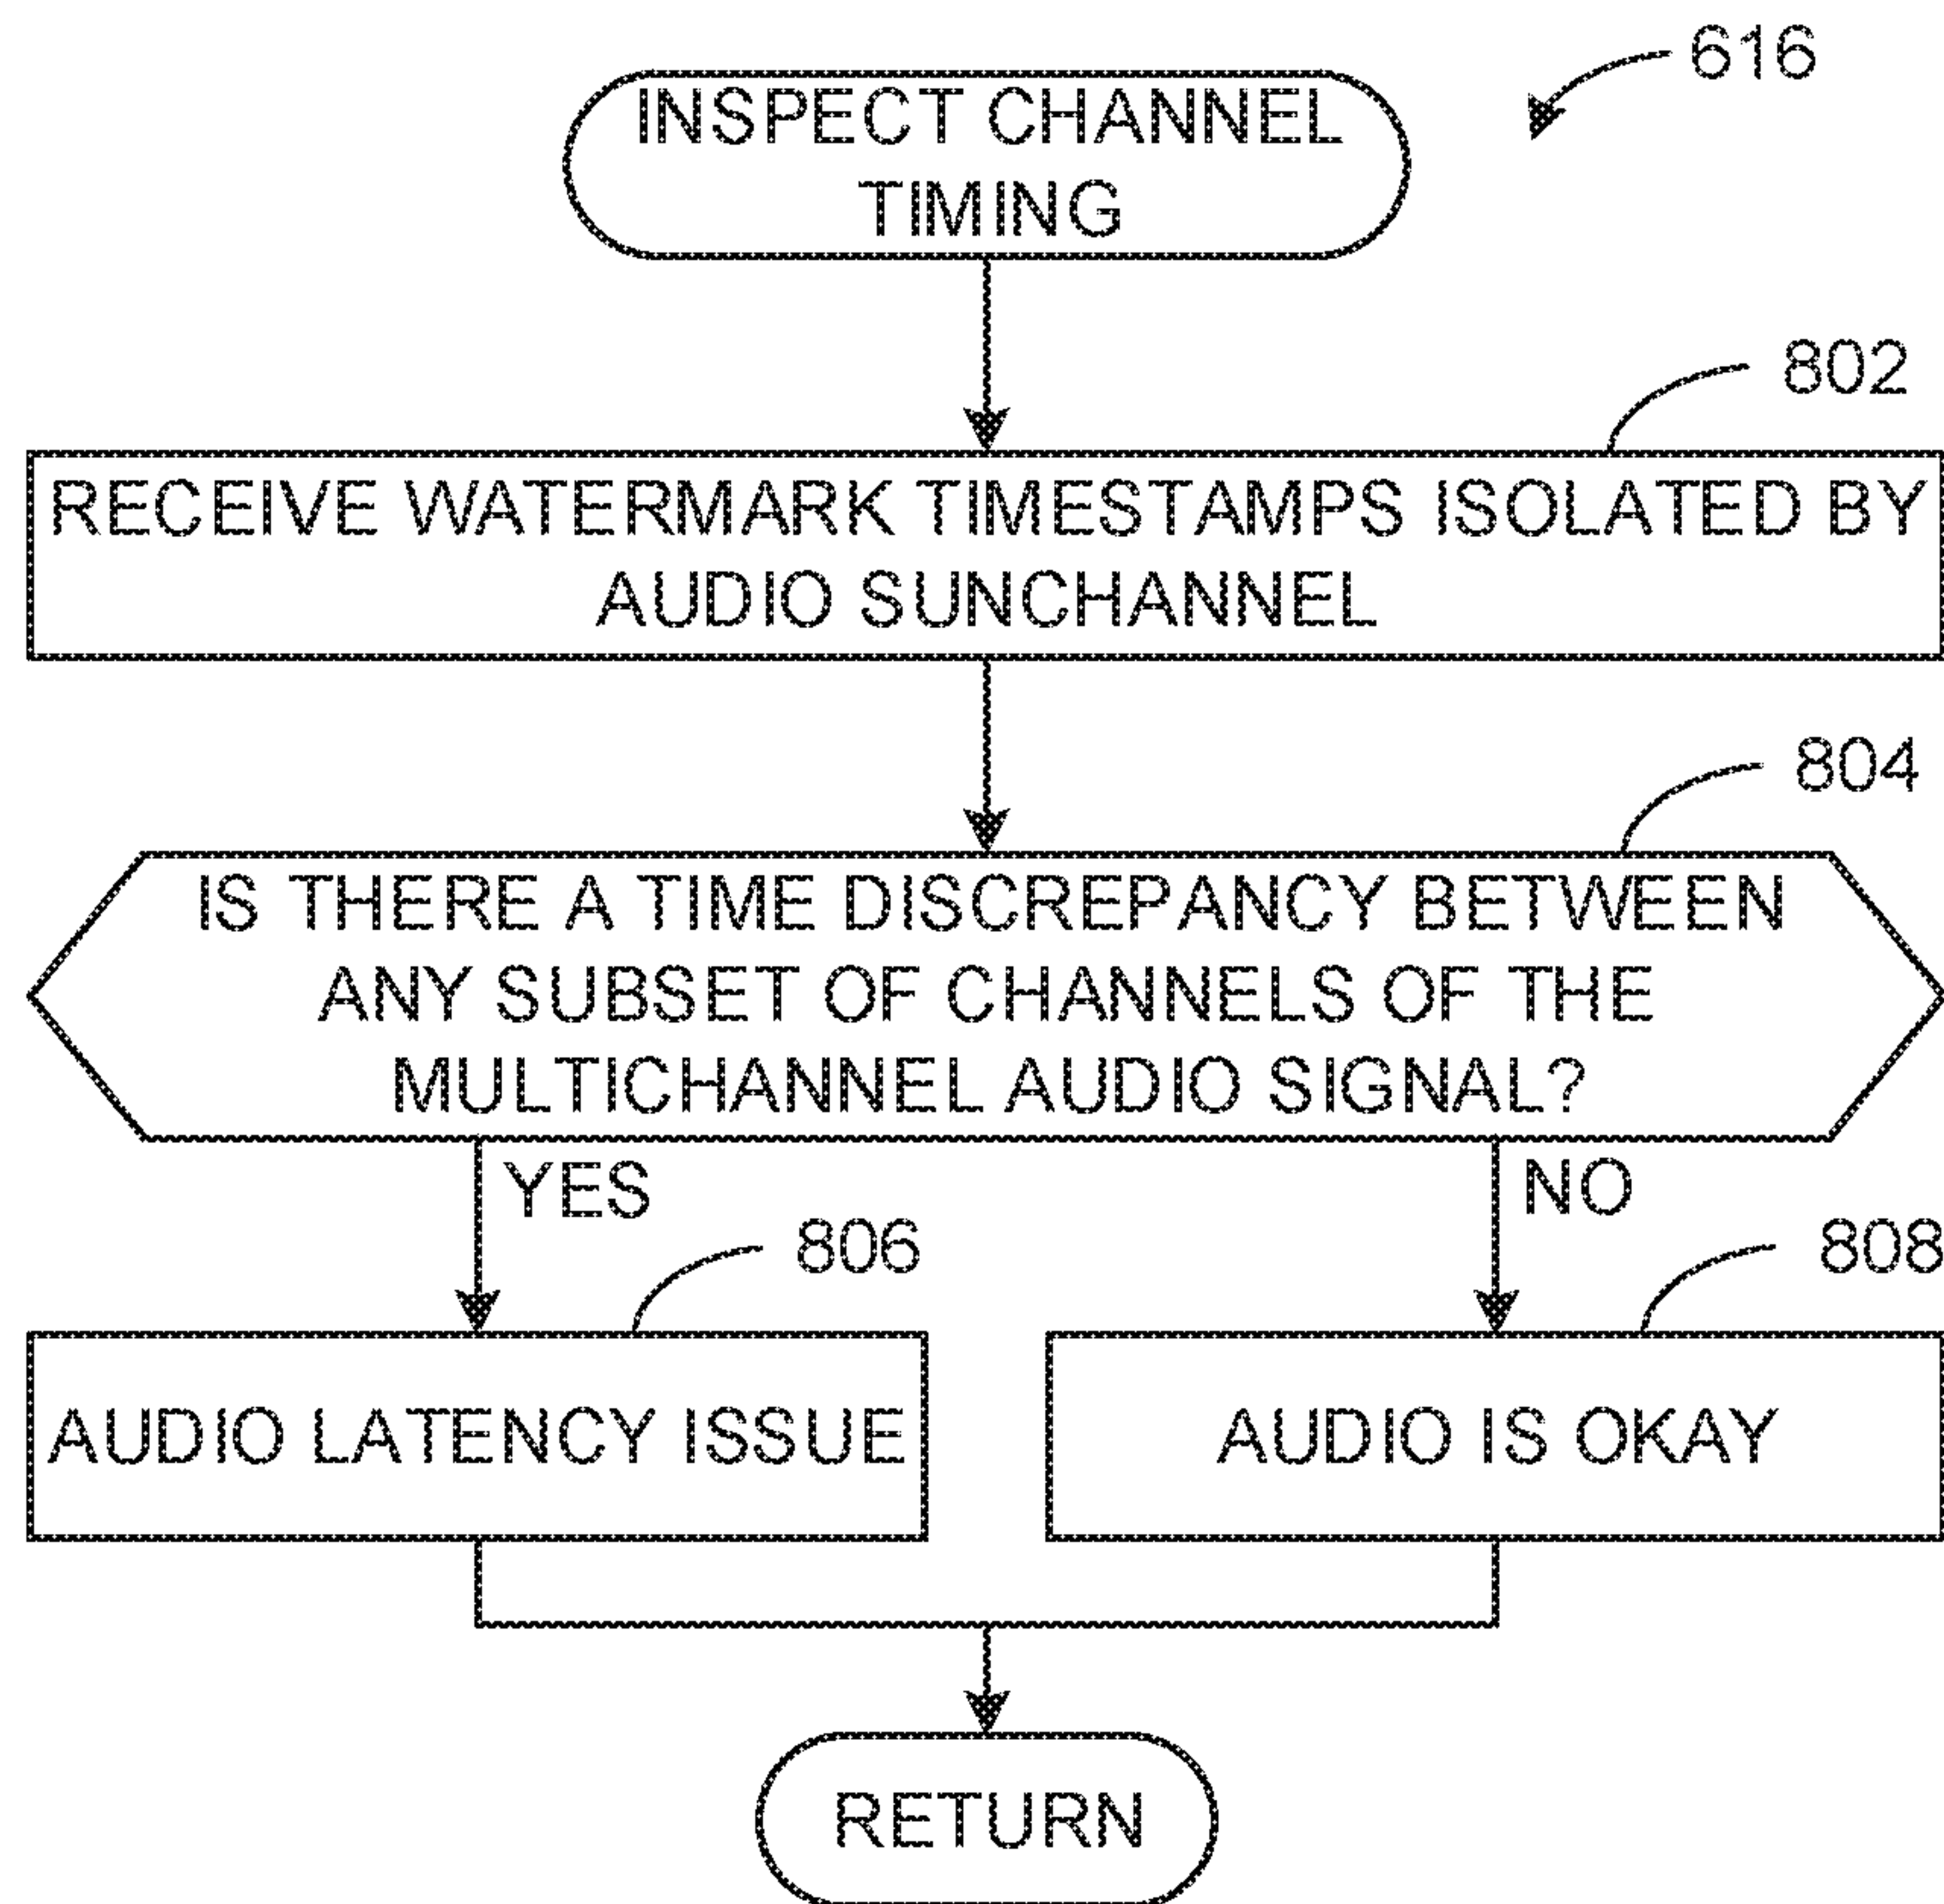 616
INSPECT CHANNEL
TIMING
802
RECEIVE WATERMARK TIMESTAMPS ISOLATED BY
AUDIO SUNCHANNEL
804
IS THERE A TIME DISCREPANCY BETWEEN
ANY SUBSET OF CHANNELS OF THE
MULTICHANNEL AUDIO SIGNAL?
YES
NO
806
808
AUDIO LATENCY ISSUE
AUDIO IS OKAY
RETURN